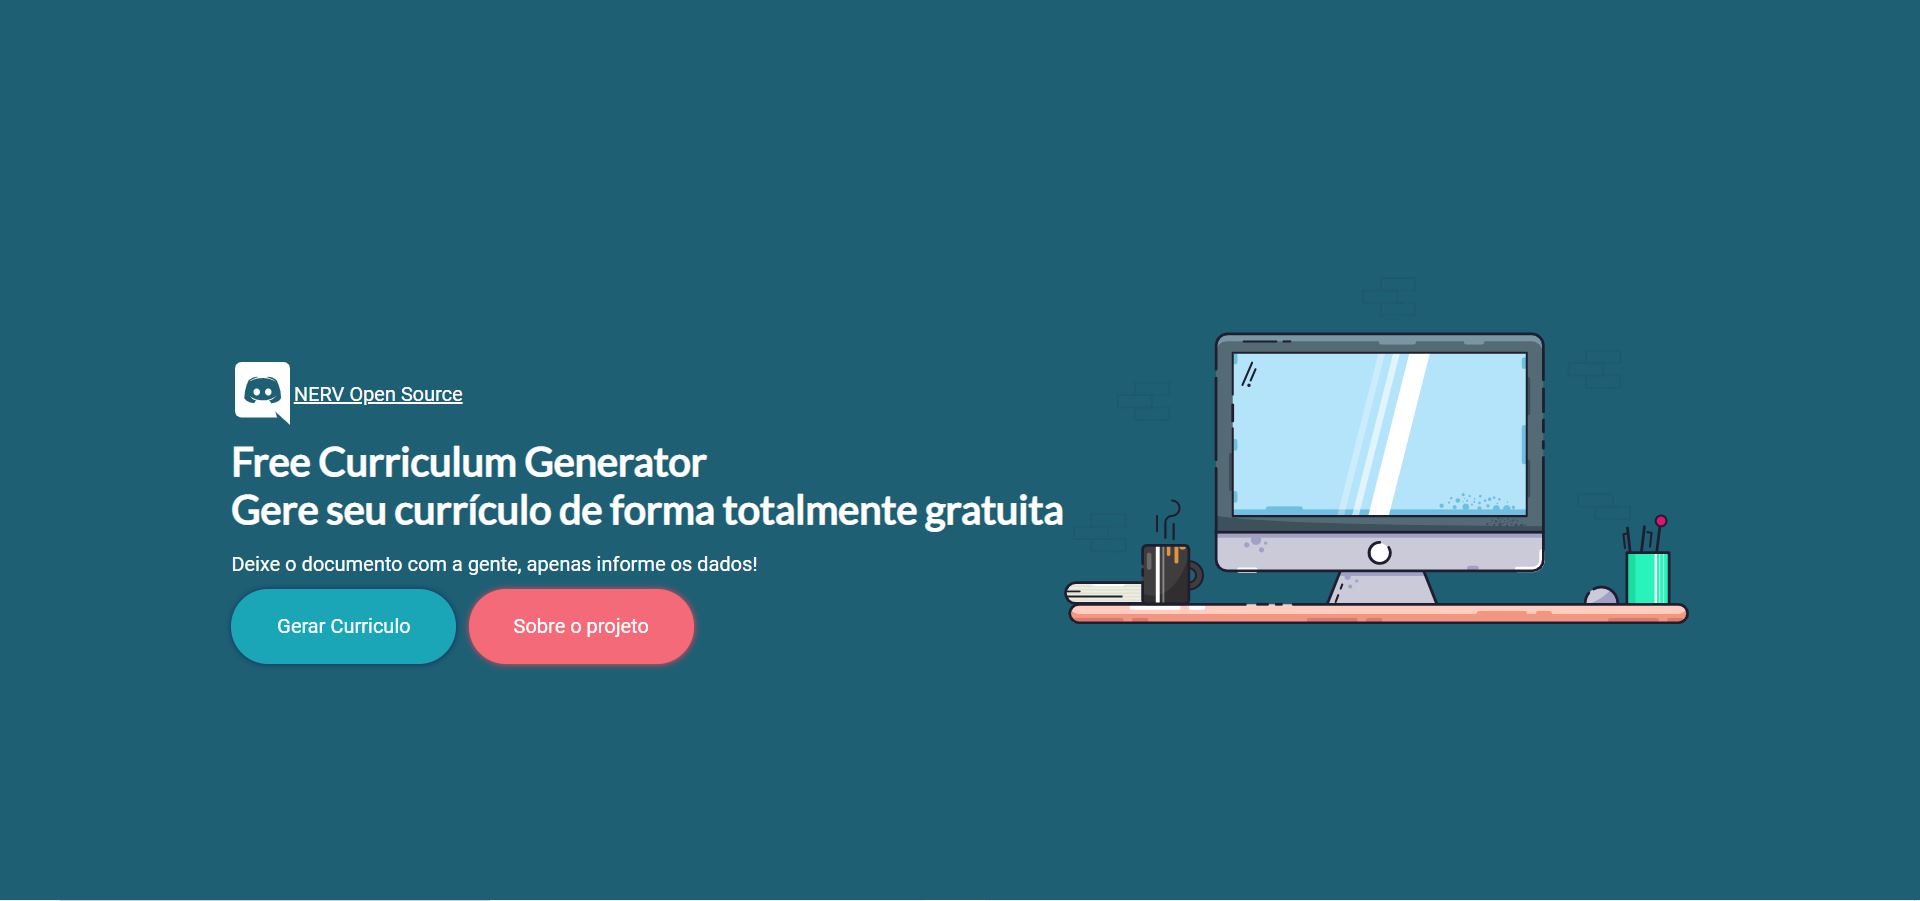 NERV Open Source
Free Curriculum Generator
Gere seu currículo de forma totalmente gratuita
Deixe o documento com a gente, apenas informe os dados!
Gerar Curriculo
Sobre o projeto